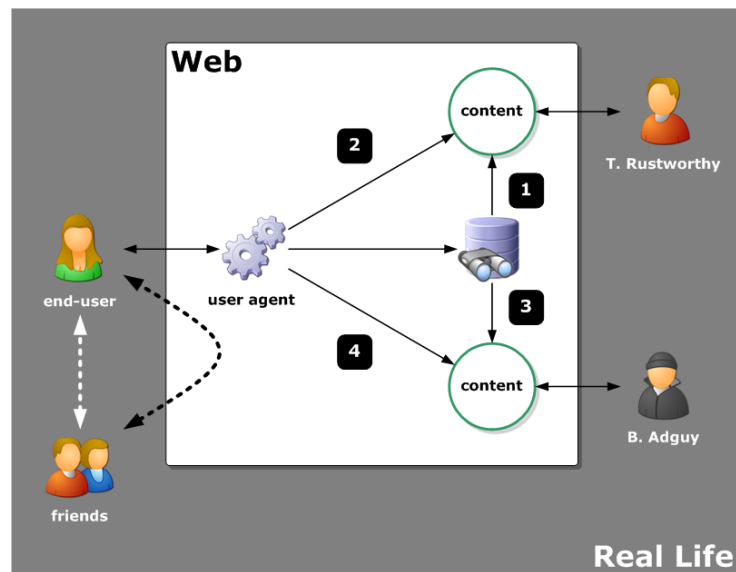 Web
content
2
T. Rustworthy
1
end-user
user agent
3
4
content
B. Adguy
friends
Real Life